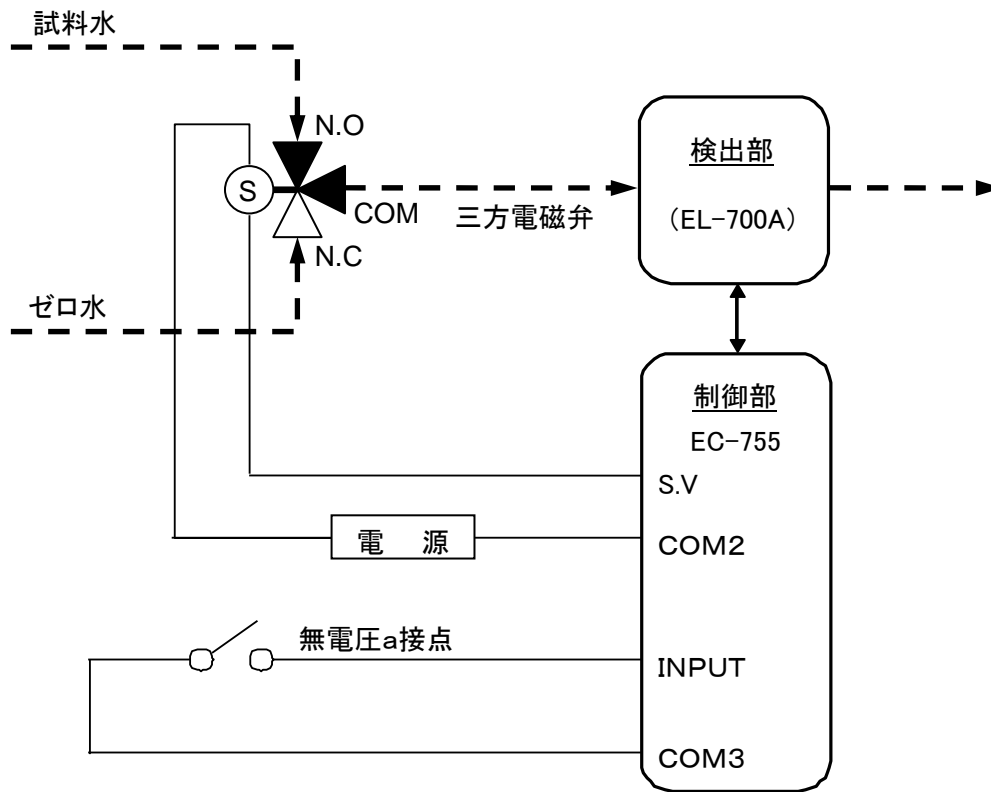 試料水
N.O
S
COM
三方電磁弁
N.C
ゼロ水
検出部
(EL-700A)
制御部
EC-755
S.V
電 源
COM2
無電圧a接点
INPUT
COM3